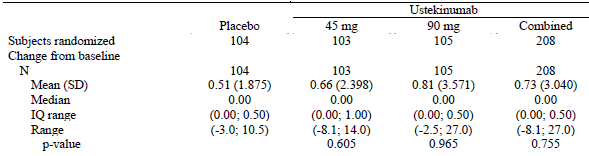 Ustekinumab
Placebo 45 mg 90 mg Combined
Subjects randomized 104 103 105 208
Change from baseline
N 104 103 105 208
Mean (SD) 0.51 (1.875) 0.66 (2.398) 0.81 (3.571) 0.73 (3.040)
Median 0.00 0.00 0.00 0.00
IQ range (0.00; 0.50) (0.00; 1.00) (0.00; 0.50) (0.00; 0.50)
Range (-3.0; 10.5) (-8.1; 14.0) (-2.5; 27.0) (-8.1; 27.0)
p-value 0.605 0.965 0.755